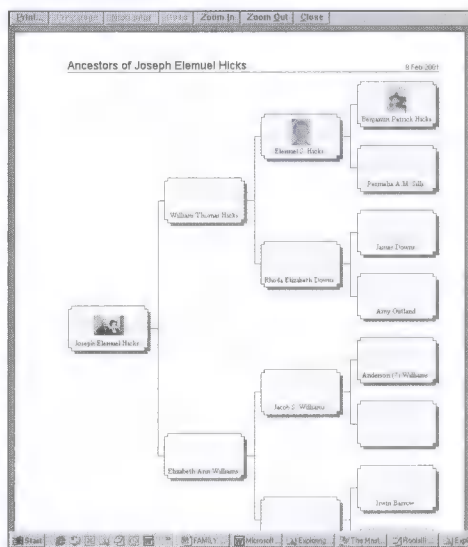 Print...
Zoom In
Zoom Out
Close
Ancestors of Joseph Elemuel Hicks
8 Feb 2001
Benjamin Patrick Hicks
Elemuel J. Hicks
Permelia A.M.
William Thomas Hicks
James Downs
Rhoda Elizabeth Downs
Amy Outland
Joseph Elemuel Hicks
Anderson (?) Williams
Jacob S. Williams
Elizabeth Ann Williams
Irwin Barrow
Start
FAMILY
Microsoft
Exploring